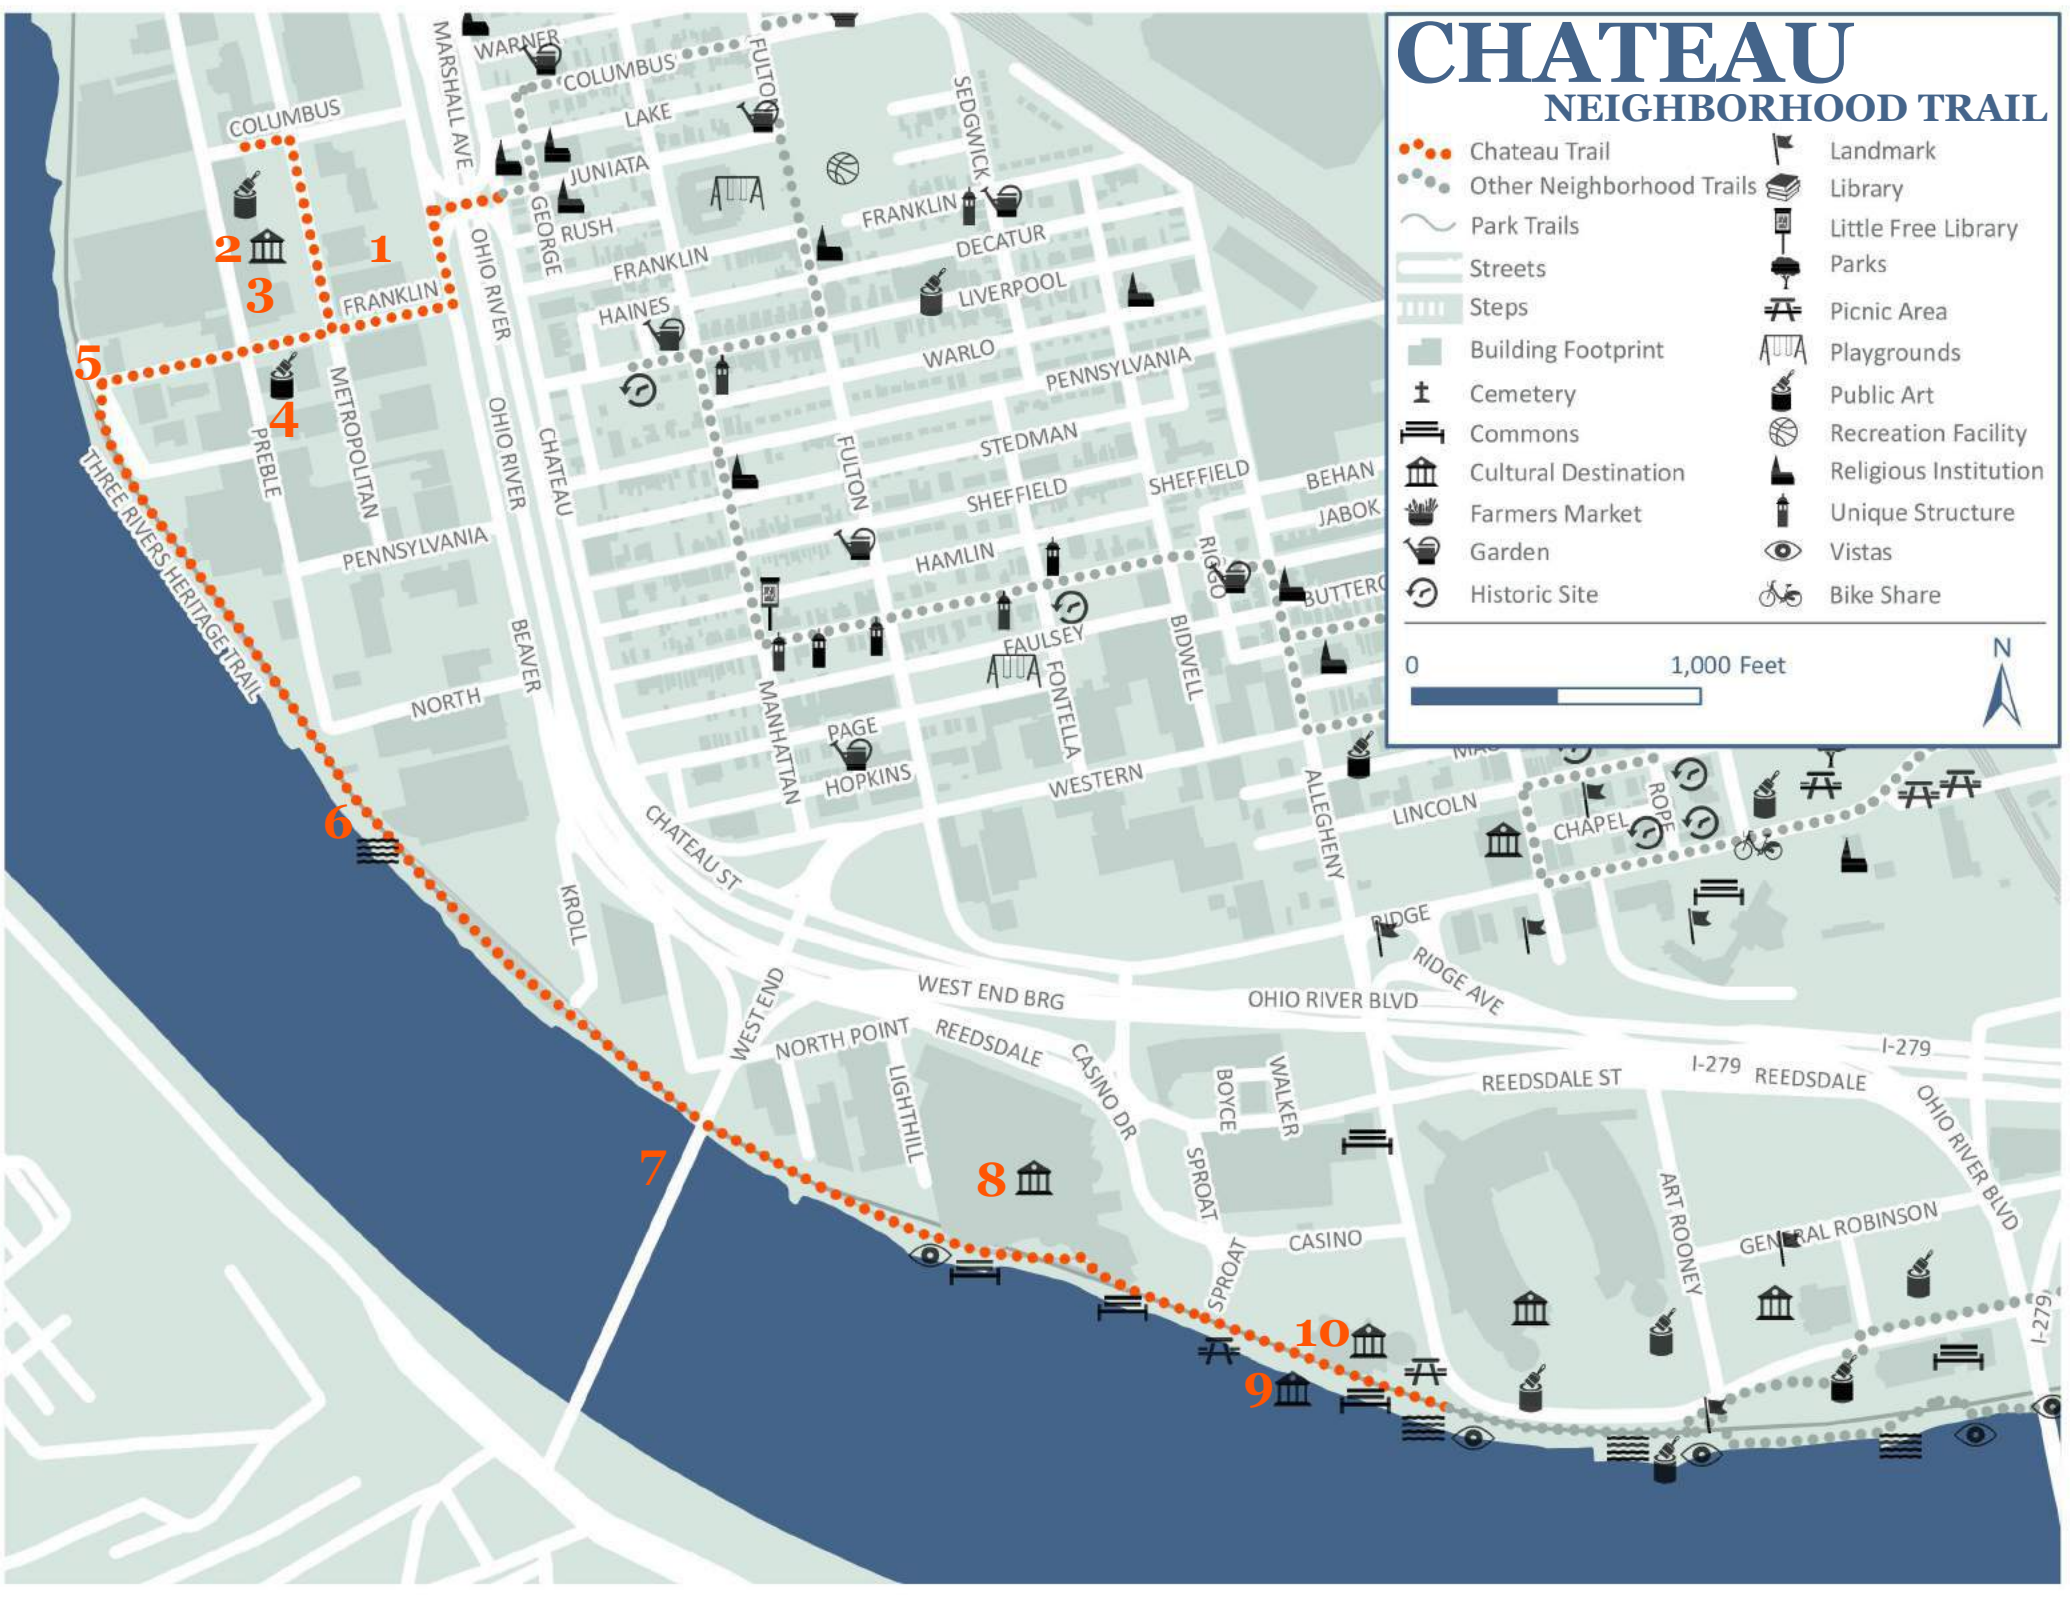 CHATEAU
NEIGHBORHOOD TRAIL
Chateau Trail
Other Neighborhood Trails
Park Trails
Streets
Steps
Building Footprint
Cemetery
Commons
Cultural Destination
Farmers Market
Garden
Historic Site
Landmark
Library
Little Free Library
Parks
Picnic Area
Playgrounds
Public Art
Recreation Facility
Religious Institution
Unique Structure
Vistas
Bike Share
0
1,000 Feet
N
WARNER
COLUMBUS
FULTON
MARSHALL AVE
LAKE
SEDGWICK
COLUMBUS
JUNIATA
GEORGE
RUSH
FRANKLIN
FRANKLIN
DECATUR
2
1
3
FRANKLIN
OHIO RIVER
HAINES
LIVERPOOL
WARLO
PENNSYLVANIA
5
4
METROPOLITAN
PREBLE
OHIO RIVER
CHATEAU
FULTON
STEDMAN
SHEFFIELD
SHEFFIELD
BEHAN
JABOK
THREE RIVERS HERITAGE TRAIL
PENNSYLVANIA
HAMLIN
RIGGO
BUTTERC
BEAVER
FAULSEY
BIDWELL
NORTH
MANHATTAN
FONTELLA
PAGE
HOPKINS
WESTERN
ALLEGHENY
LINCOLN
CHAPEL
ROPE
6
CHATEAU ST
KROLL
RIDGE
RIDGE AVE
WEST END
WEST END BRG
OHIO RIVER BLVD
NORTH POINT
REEDSDALE
CASINO DR
LIGHTHILL
BOYCE
WALKER
REEDSDALE ST
I-279
REEDSDALE
I-279
OHIO RIVER BLVD
7
8
SPROAT
SPROAT
CASINO
ART ROONEY
GENERAL ROBINSON
I-279
10
9